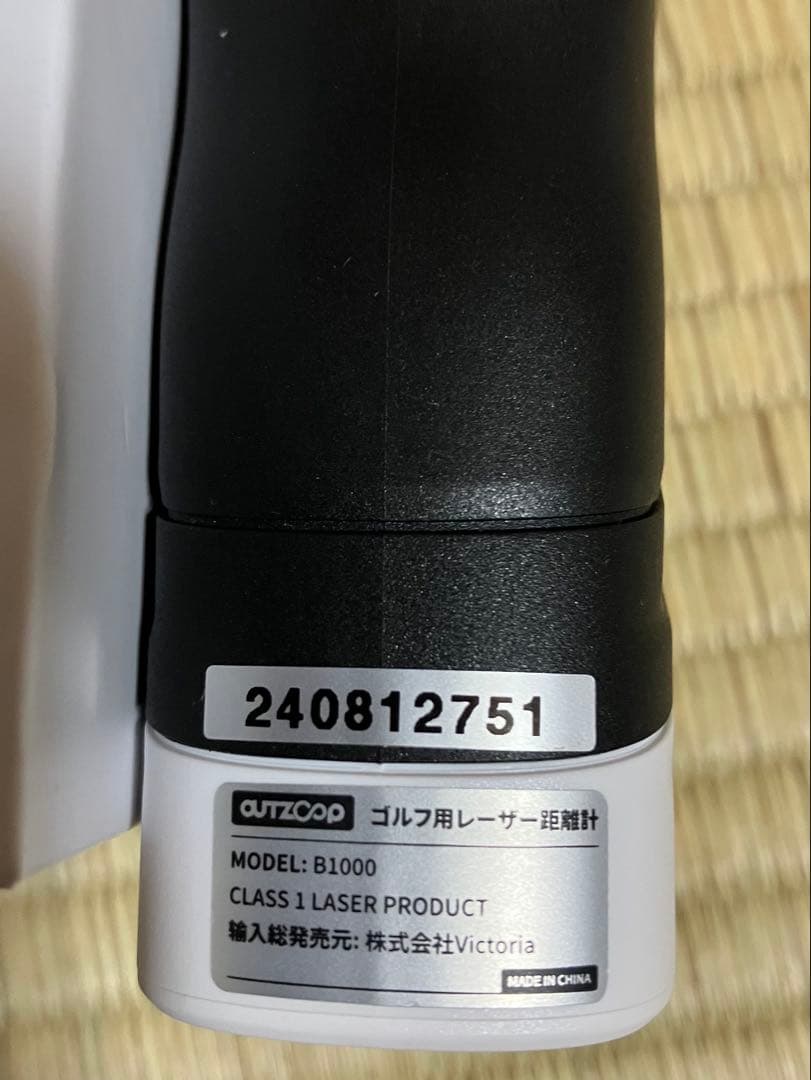 240812751
OUTZCOP ゴルフ用レーザー距離計
MODEL: B1000
CLASS 1 LASER PRODUCT
輸入総発売元: 株式会社Victoria
MADE IN CHINA